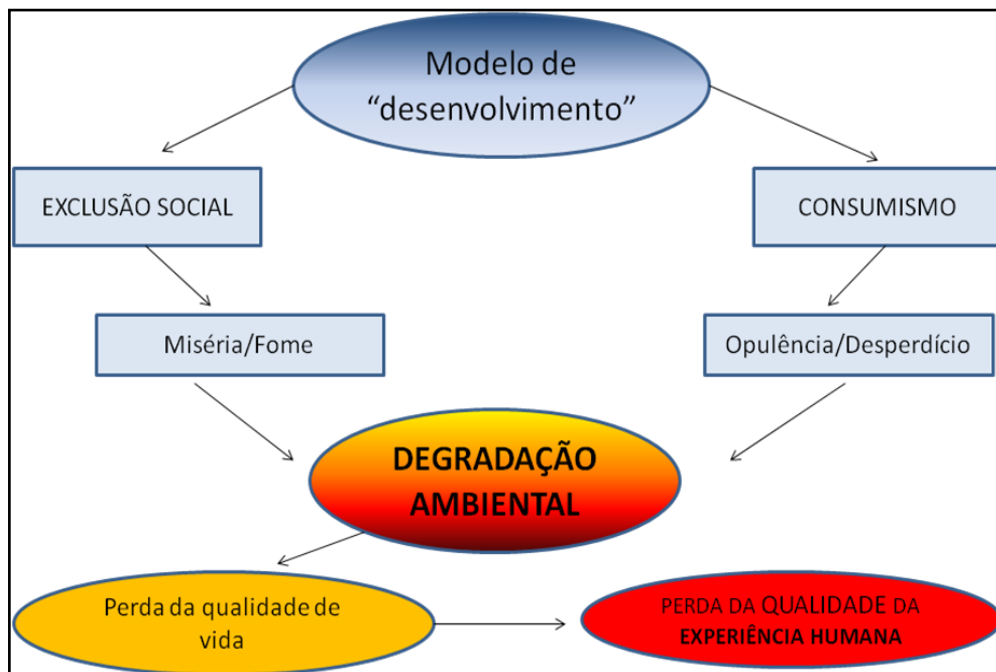 Modelo de
“desenvolvimento”
EXCLUSÃO SOCIAL
CONSUMISMO
Miséria/Fome
Opulência/Desperdício
DEGRADAÇÃO
AMBIENTAL
Perda da qualidade de
vida
PERDA DA QUALIDADE DA
EXPERIÊNCIA HUMANA